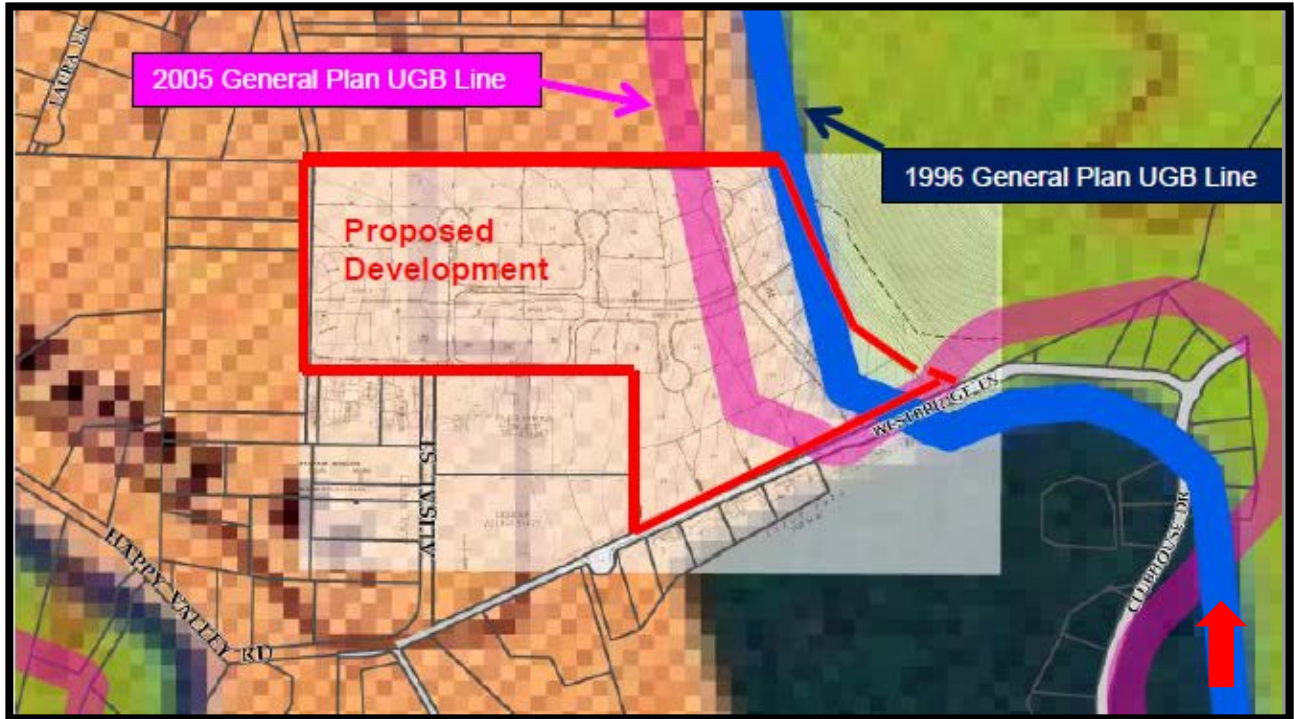 LAURA LN
2005 General Plan UGB Line
1996 General Plan UGB Line
Proposed
Development
WESTBRIDGE LN
ALISAL ST
HAPPY VALLEY RD
CLUBHOUSE DR